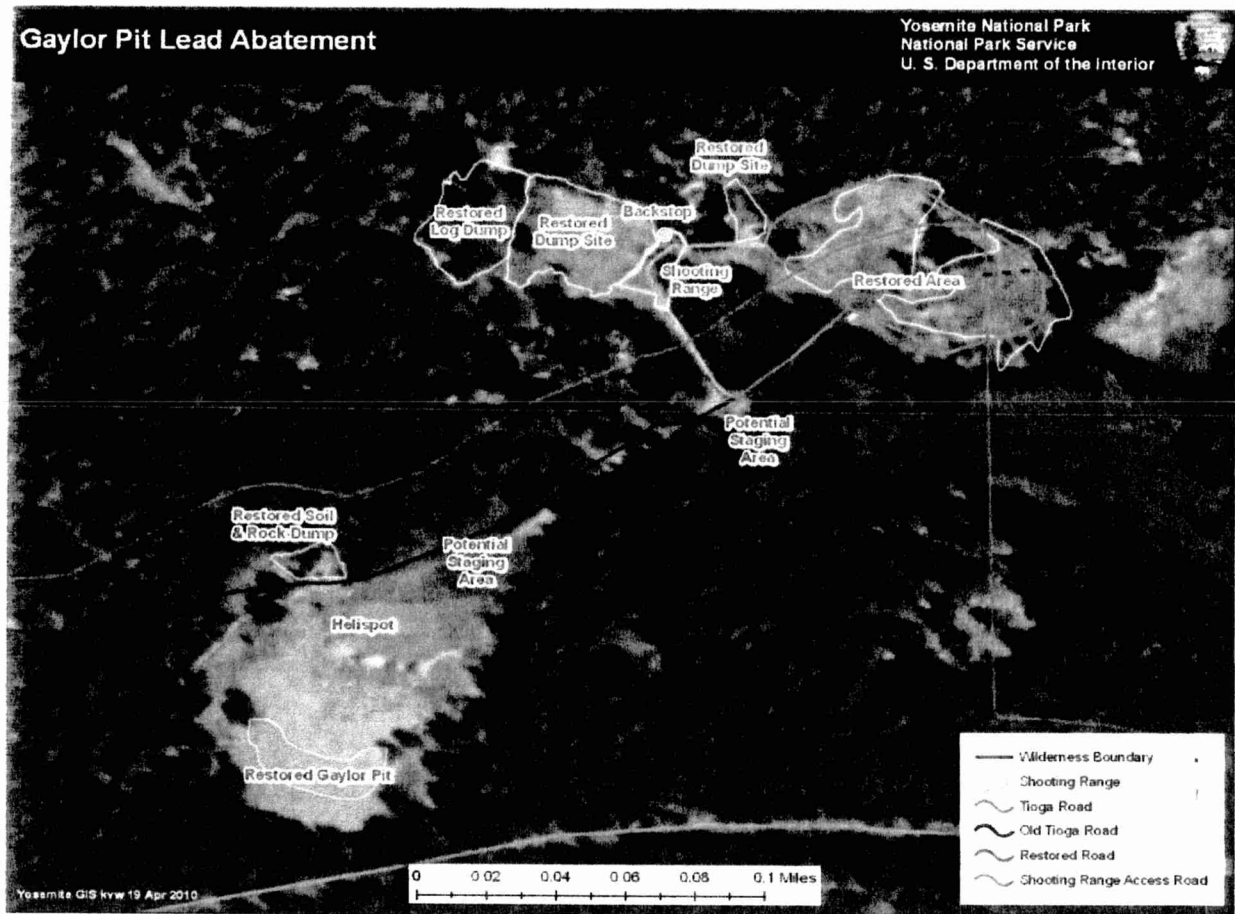 Gaylor Pit Lead Abatement
Yosemite National Park
National Park Service
U. S. Department of the Interior
Restored
Dump Site
Restored
Log Dump
Restored
Dump Site
Backstop
Shooting
Range
Restored Area
Potential
Staging
Area
Restored Soil
& Rock Dump
Potential
Staging
Area
Helispot
Restored Gaylor Pit
Wilderness Boundary
Shooting Range
Tioga Road
Old Tioga Road
Restored Road
Shooting Range Access Road
0 0.02 0.04 0.06 0.08 0.1 Miles
Yosemite GIS kvw 19 Apr 2010